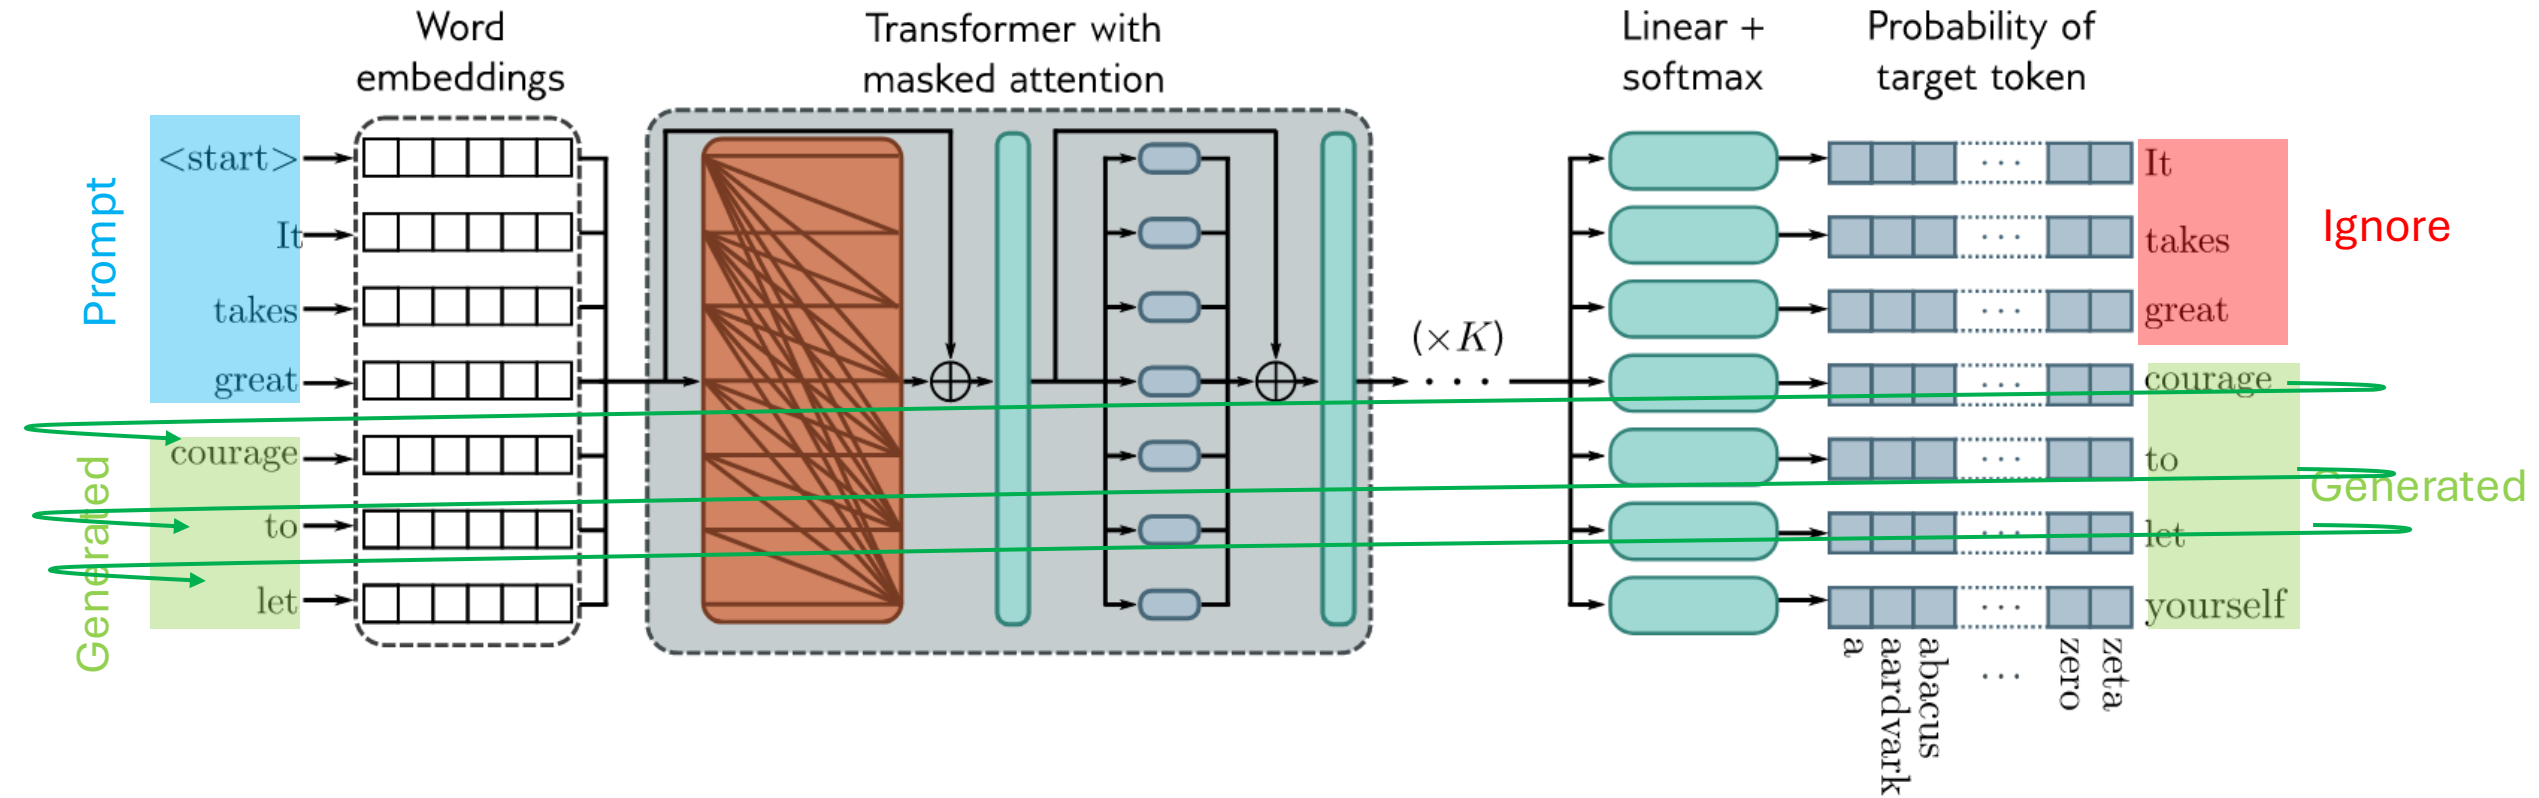 Word
embeddings
Transformer with
masked attention
Linear +
softmax
Probability of
target token
Prompt
<start>
It
takes
great
Generated
courage
to
let
(×K)
· · ·
It
takes
great
Ignore
courage
to
let
yourself
Generated
· · ·
· · ·
· · ·
· · ·
· · ·
· · ·
· · ·
a
aardvark
abacus
· · ·
zero
zeta